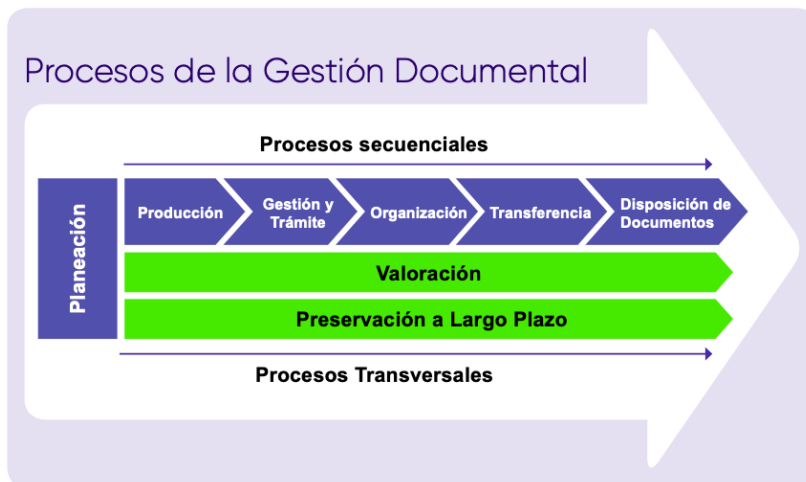 Procesos de la Gestión Documental
Procesos secuenciales
Planeación
Producción
Gestión y
Trámite
Organización
Transferencia
Disposición de
Documentos
Valoración
Preservación a Largo Plazo
Procesos Transversales